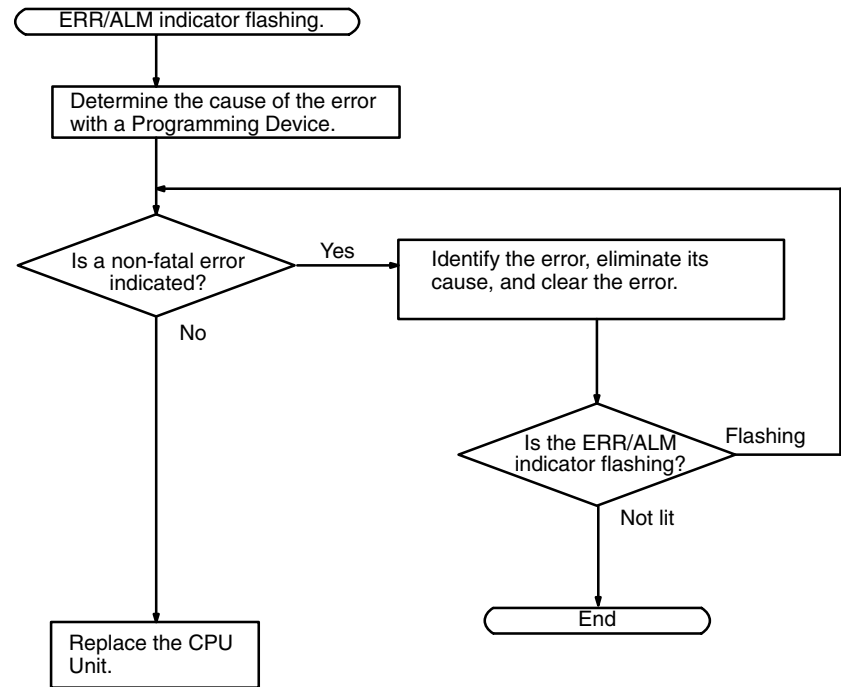 ERR/ALM indicator flashing.
Determine the cause of the error
with a Programming Device.
Is a non-fatal error
indicated?
Yes
Identify the error, eliminate its
cause, and clear the error.
No
Is the ERR/ALM
indicator flashing?
Flashing
Not lit
End
Replace the CPU
Unit.